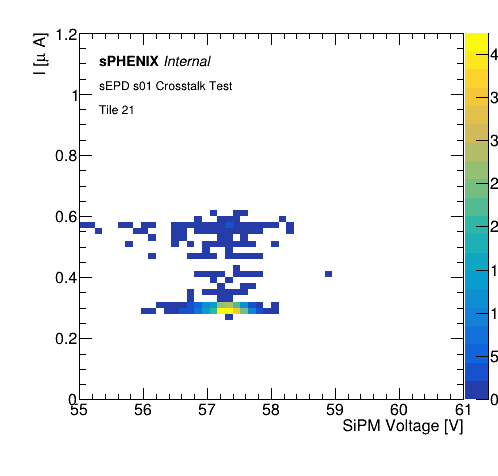 I [μ A]
1.2
1
0.8
0.6
0.4
0.2
0
sPHENIX Internal
sEPD s01 Crosstalk Test
Tile 21
55 56 57 58 59 60 61
SiPM Voltage [V]